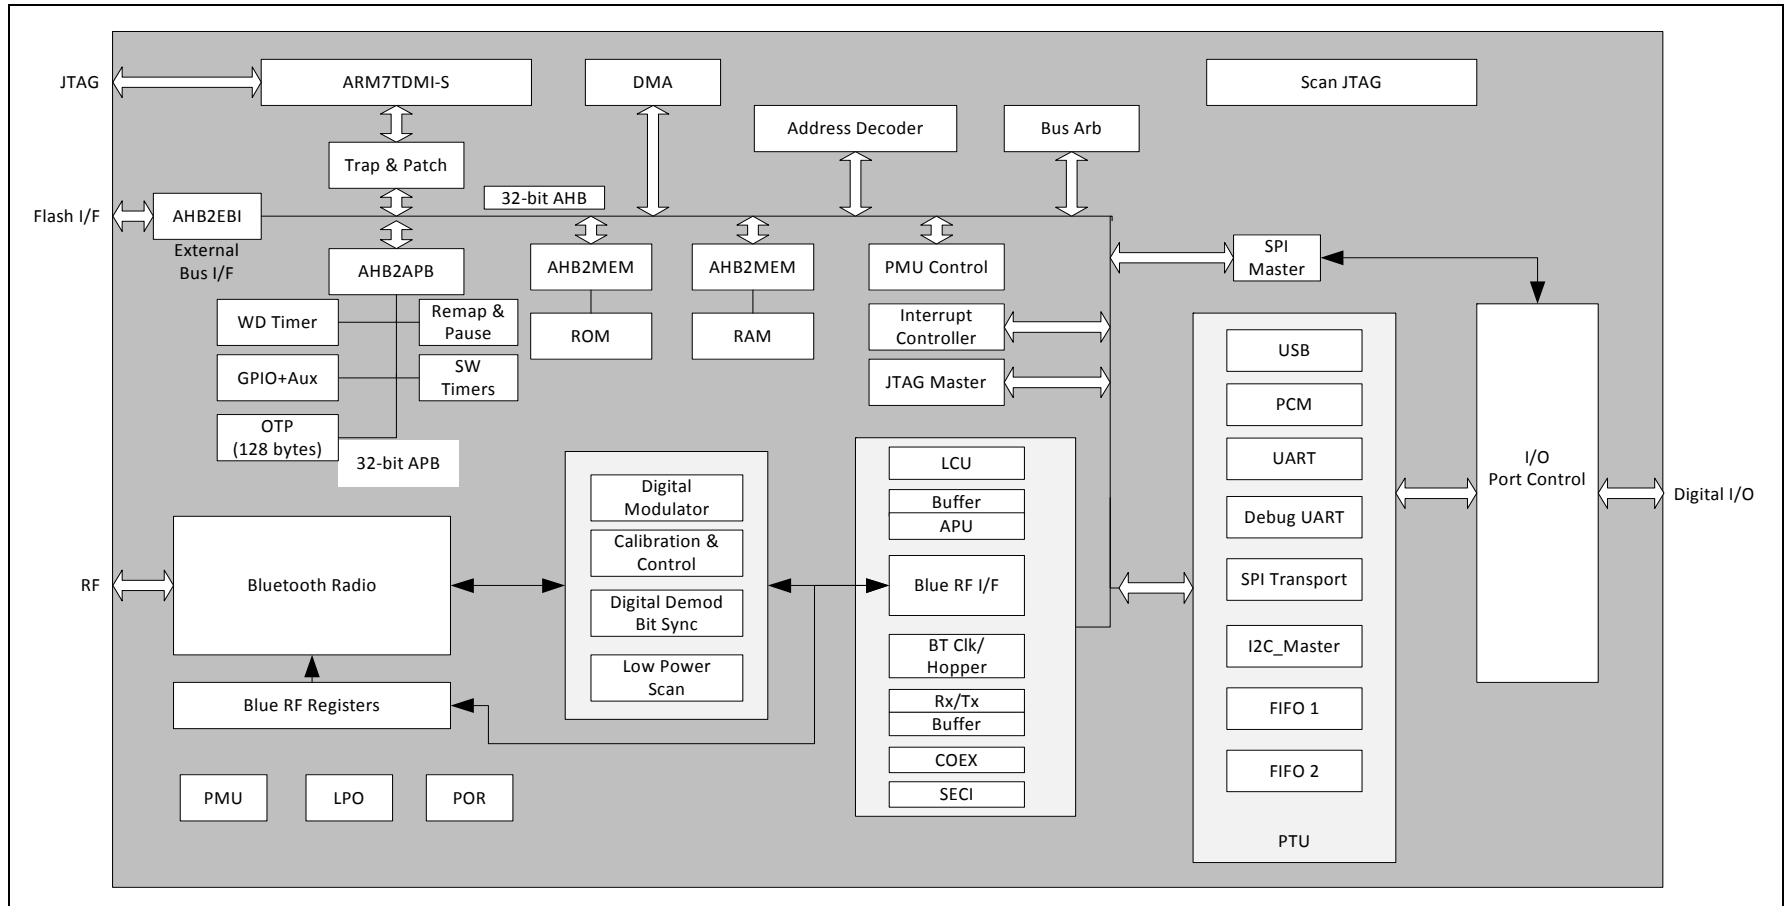 JTAG
ARM7TDMI-S
DMA
Scan JTAG
Address Decoder
Bus Arb
Trap & Patch
32-bit AHB
Flash I/F
AHB2EBI
External
Bus I/F
AHB2APB
AHB2MEM
AHB2MEM
PMU Control
SPI
Master
WD Timer
Remap &
Pause
ROM
RAM
Interrupt
Controller
GPIO+Aux
SW
Timers
JTAG Master
OTP
(128 bytes)
32-bit APB
USB
PCM
UART
Debug UART
SPI Transport
I2C_Master
FIFO 1
FIFO 2
PTU
I/O
Port Control
Digital I/O
LCU
Buffer
APU
Blue RF I/F
BT Clk/
Hopper
Rx/Tx
Buffer
COEX
SECI
Digital
Modulator
Calibration &
Control
Digital Demod
Bit Sync
Low Power
Scan
RF
Bluetooth Radio
Blue RF Registers
PMU
LPO
POR